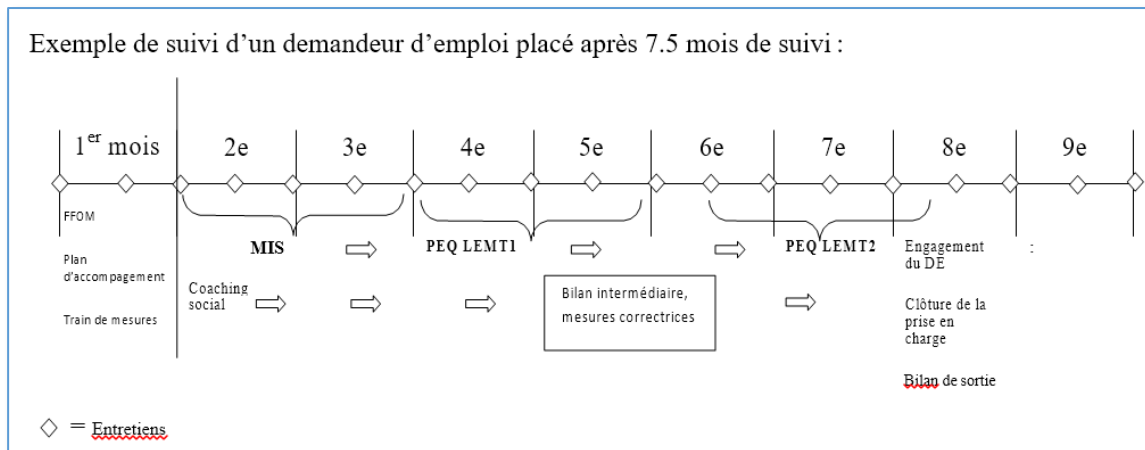 Exemple de suivi d’un demandeur d’emploi placé après 7.5 mois de suivi :
1er mois
2e
3e
4e
5e
6e
7e
8e
9e
FFOM
Plan
d’accompagement
Train de mesures
MIS
PEQ LEMT1
PEQ LEMT2
Engagement
du DE
:
Coaching
social
Bilan intermédiaire,
mesures correctrices
Clôture de la
prise en
charge
Bilan de sortie
= Entretiens